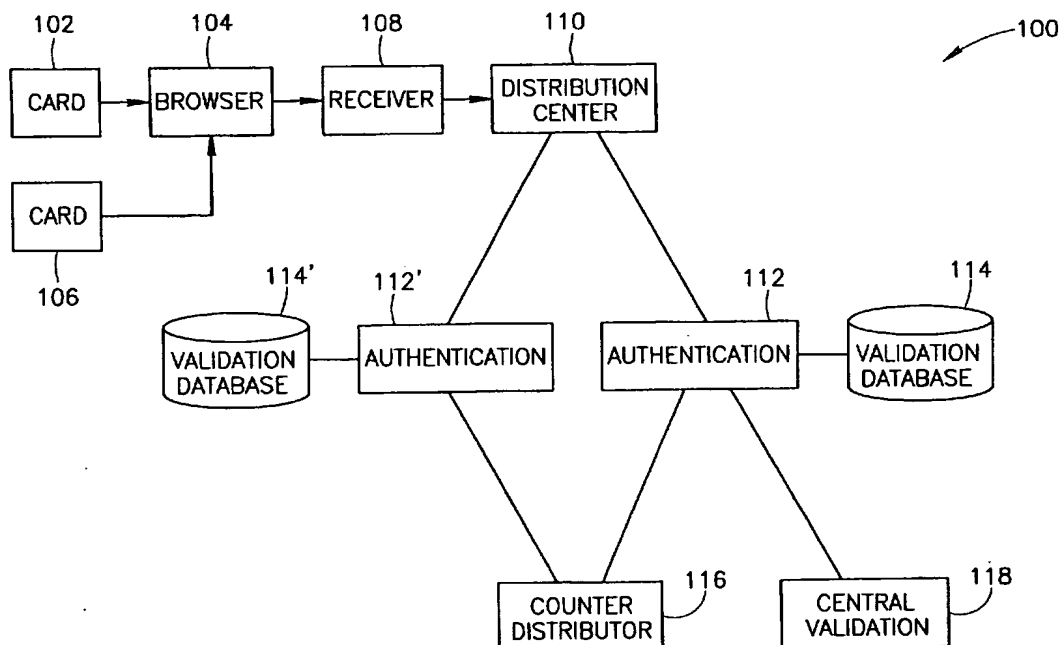 102
104
108
110
100
CARD
BROWSER
RECEIVER
DISTRIBUTION
CENTER
CARD
106
114'
112'
112
114
VALIDATION
DATABASE
AUTHENTICATION
AUTHENTICATION
VALIDATION
DATABASE
116
118
COUNTER
DISTRIBUTOR
CENTRAL
VALIDATION